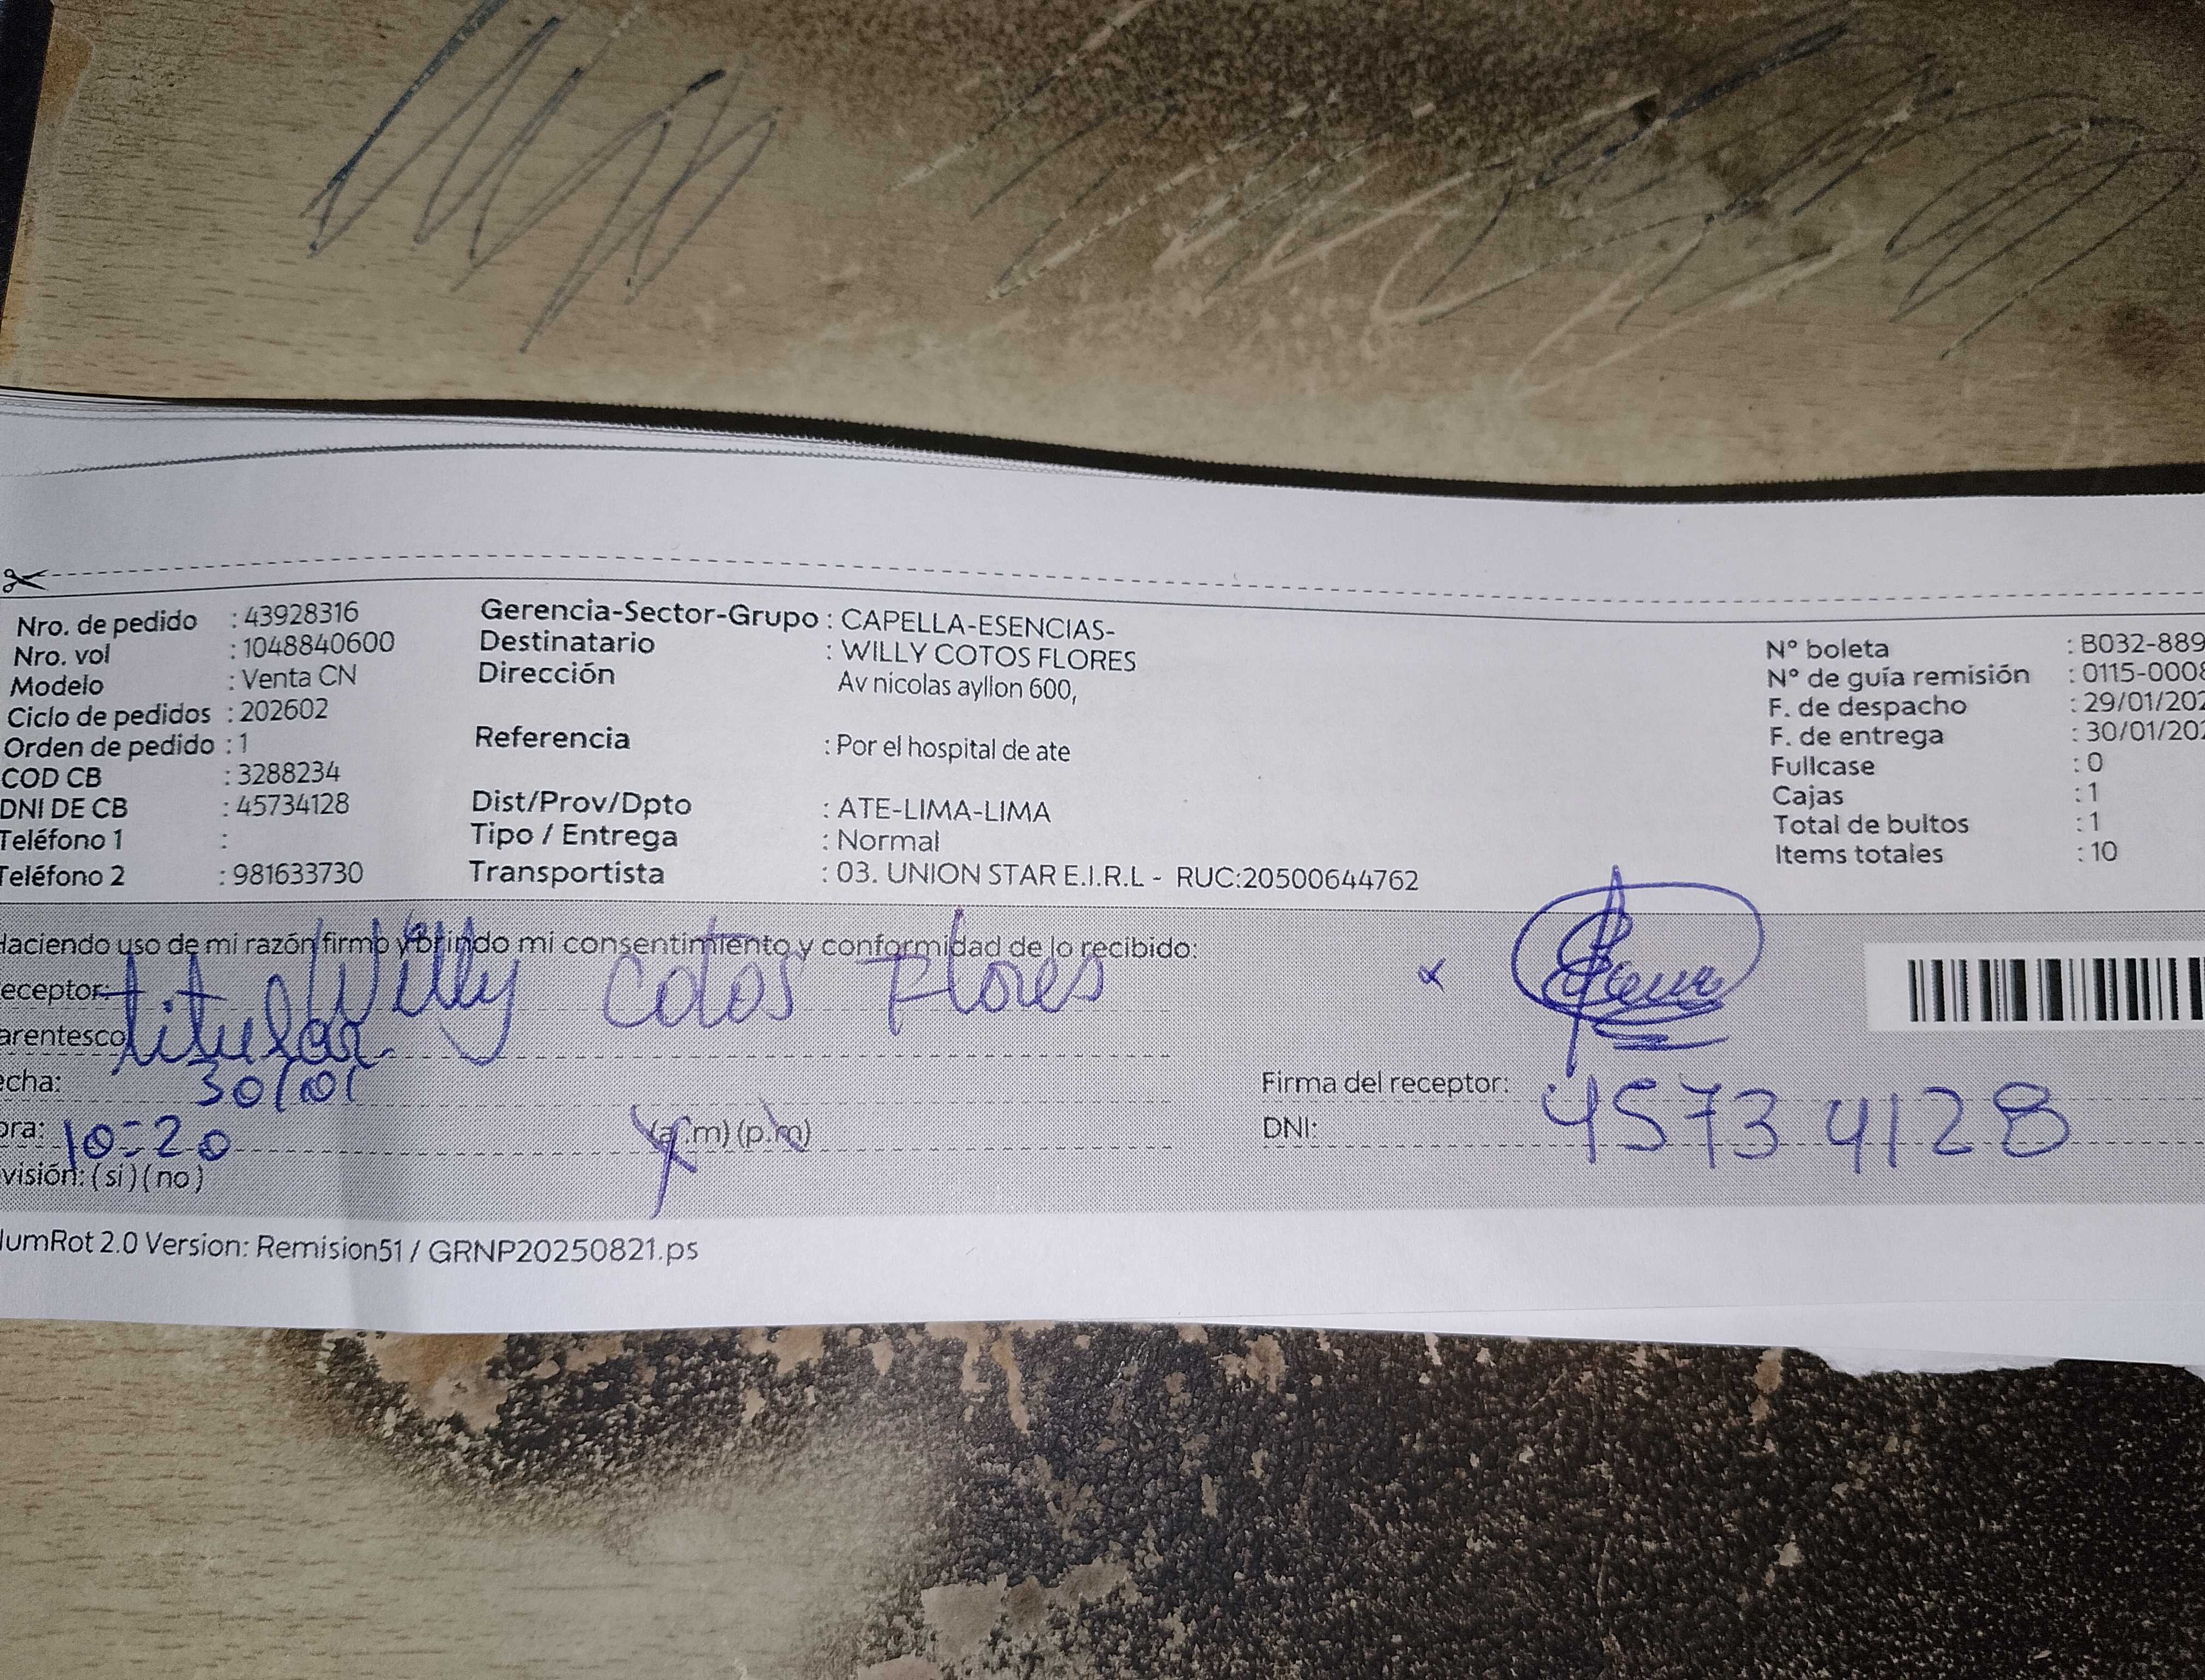 Nro. de pedido : 43928316
Nro. vol : 1048840600
Modelo : Venta CN
Ciclo de pedidos : 202602
Orden de pedido : 1
COD CB : 3288234
DNI DE CB : 45734128
Teléfono 1 :
Teléfono 2 : 981633730
Gerencia-Sector-Grupo : CAPELLA-ESENCIAS-
Destinatario : WILLY COTOS FLORES
Dirección Av nicolas ayllon 600,
Referencia : Por el hospital de ate
Dist/Prov/Dpto : ATE-LIMA-LIMA
Tipo / Entrega : Normal
Transportista : 03. UNION STAR E.I.R.L - RUC:20500644762
N° boleta : B032-889
N° de guía remisión : 0115-0008
F. de despacho : 29/01/202
F. de entrega : 30/01/202
Fullcase : 0
Cajas : 1
Total de bultos : 1
Items totales : 10
Haciendo uso de mi razón firmo y brindo mi consentimiento y conformidad de lo recibido:
eceptor: Willy Cotos Flores
arentesco titular
echa: 30/01
ora: 10:20 (a.m) (p.m)
visión: (si) (no)
Firma del receptor:
DNI: 45734128
umRot 2.0 Version: Remision51 / GRNP20250821.ps